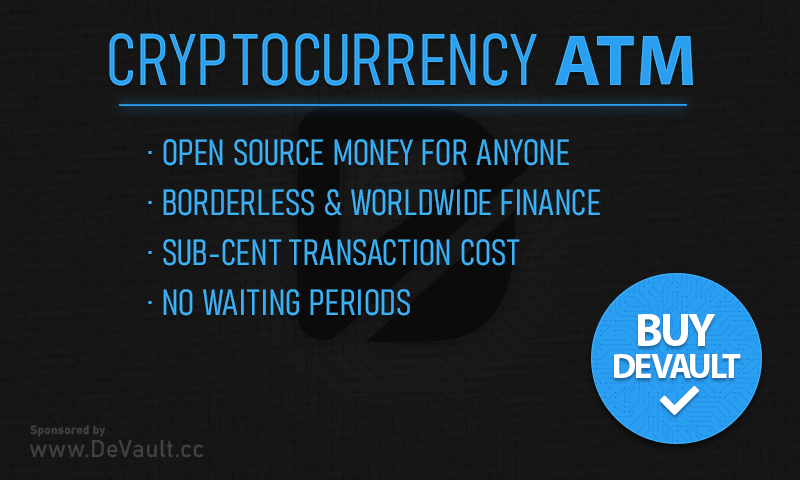 CRYPTOCURRENCY ATM
· OPEN SOURCE MONEY FOR ANYONE
· BORDERLESS & WORLDWIDE FINANCE
· SUB-CENT TRANSACTION COST
· NO WAITING PERIODS
BUY
DEVAULT
Sponsored by
www.DeVault.cc